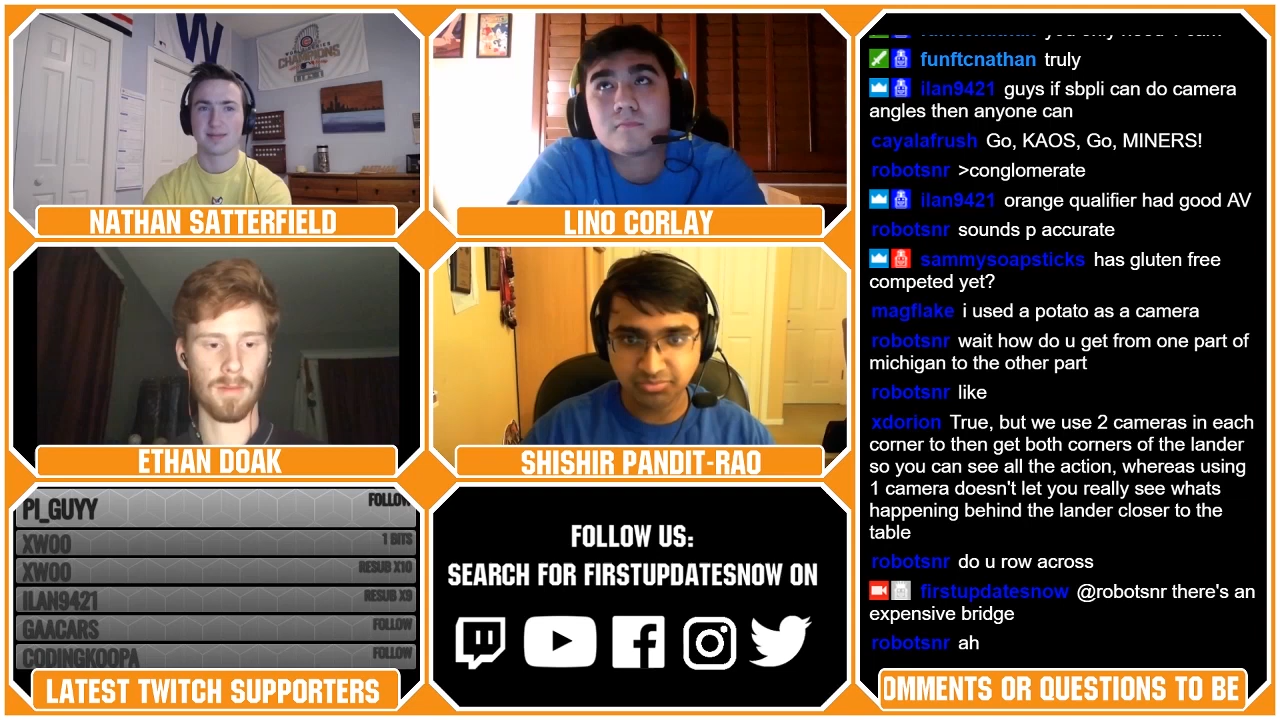 W
WORLD SERIES
CHAMPIONS
NATHAN SATTERFIELD
LINO CORLAY
ETHAN DOAK
SHISHIR PANDIT-RAO
PI_GUYY FOLLOW
XWOO 1 BITS
XWOO RESUB X10
ILAN9421 RESUB X9
GAACARS FOLLOW
CODINGKOOPA FOLLOW
LATEST TWITCH SUPPORTERS
FOLLOW US:
SEARCH FOR FIRSTUPDATESNOW ON
funftcnathan truly
ilan9421 guys if sbpli can do camera
angles then anyone can
cayalafrush Go, KAOS, Go, MINERS!
robotsnr >conglomerate
ilan9421 orange qualifier had good AV
robotsnr sounds p accurate
sammysoapsticks has gluten free
competed yet?
magflake i used a potato as a camera
robotsnr wait how do u get from one part of
michigan to the other part
robotsnr like
xdorion True, but we use 2 cameras in each
corner to then get both corners of the lander
so you can see all the action, whereas using
1 camera doesn't let you really see whats
happening behind the lander closer to the
table
robotsnr do u row across
firstupdatesnow @robotsnr there's an
expensive bridge
robotsnr ah
OMMENTS OR QUESTIONS TO BE